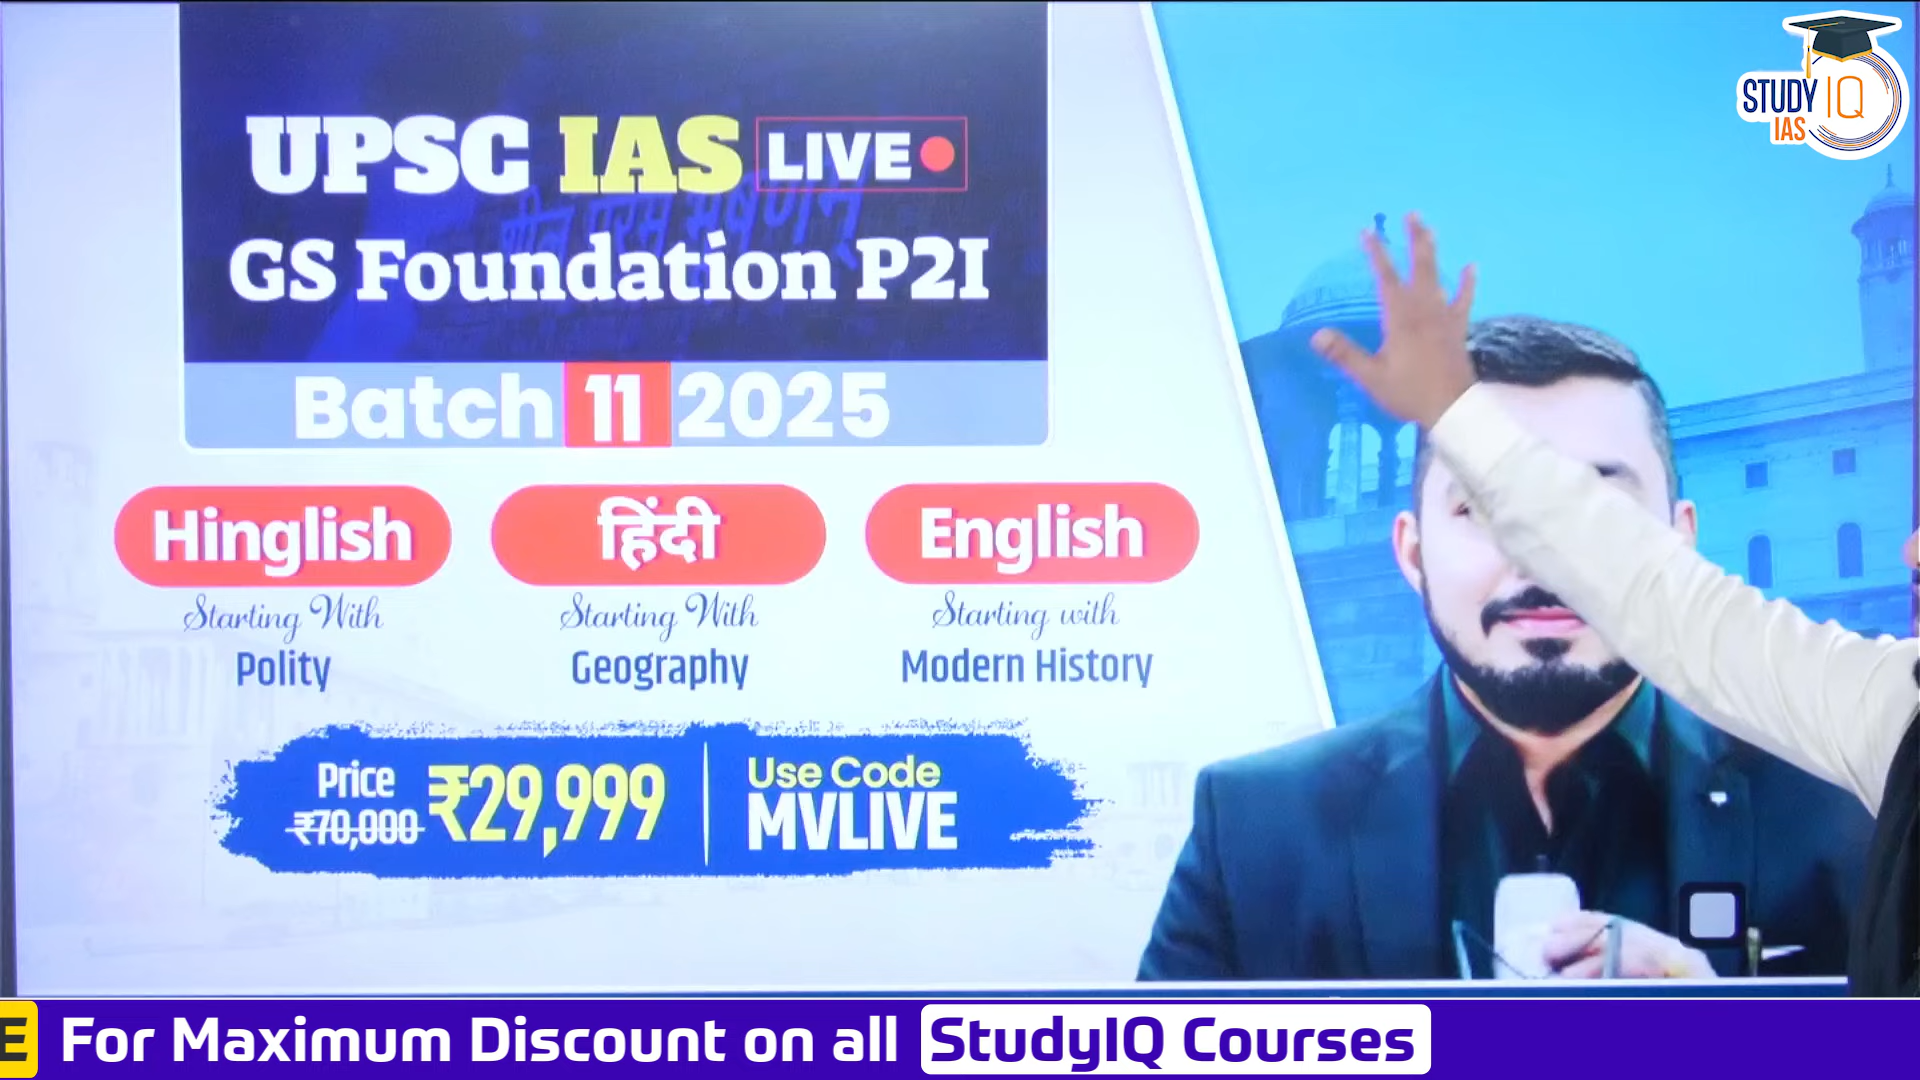 STUDY IQ
IAS
UPSC IAS LIVE
GS Foundation P2I
Batch 11 2025
Hinglish
Starting With
Polity
हिंदी
Starting With
Geography
English
Starting with
Modern History
Price
₹70,000
₹29,999
Use Code
MVLIVE
E For Maximum Discount on all StudyIQ Courses